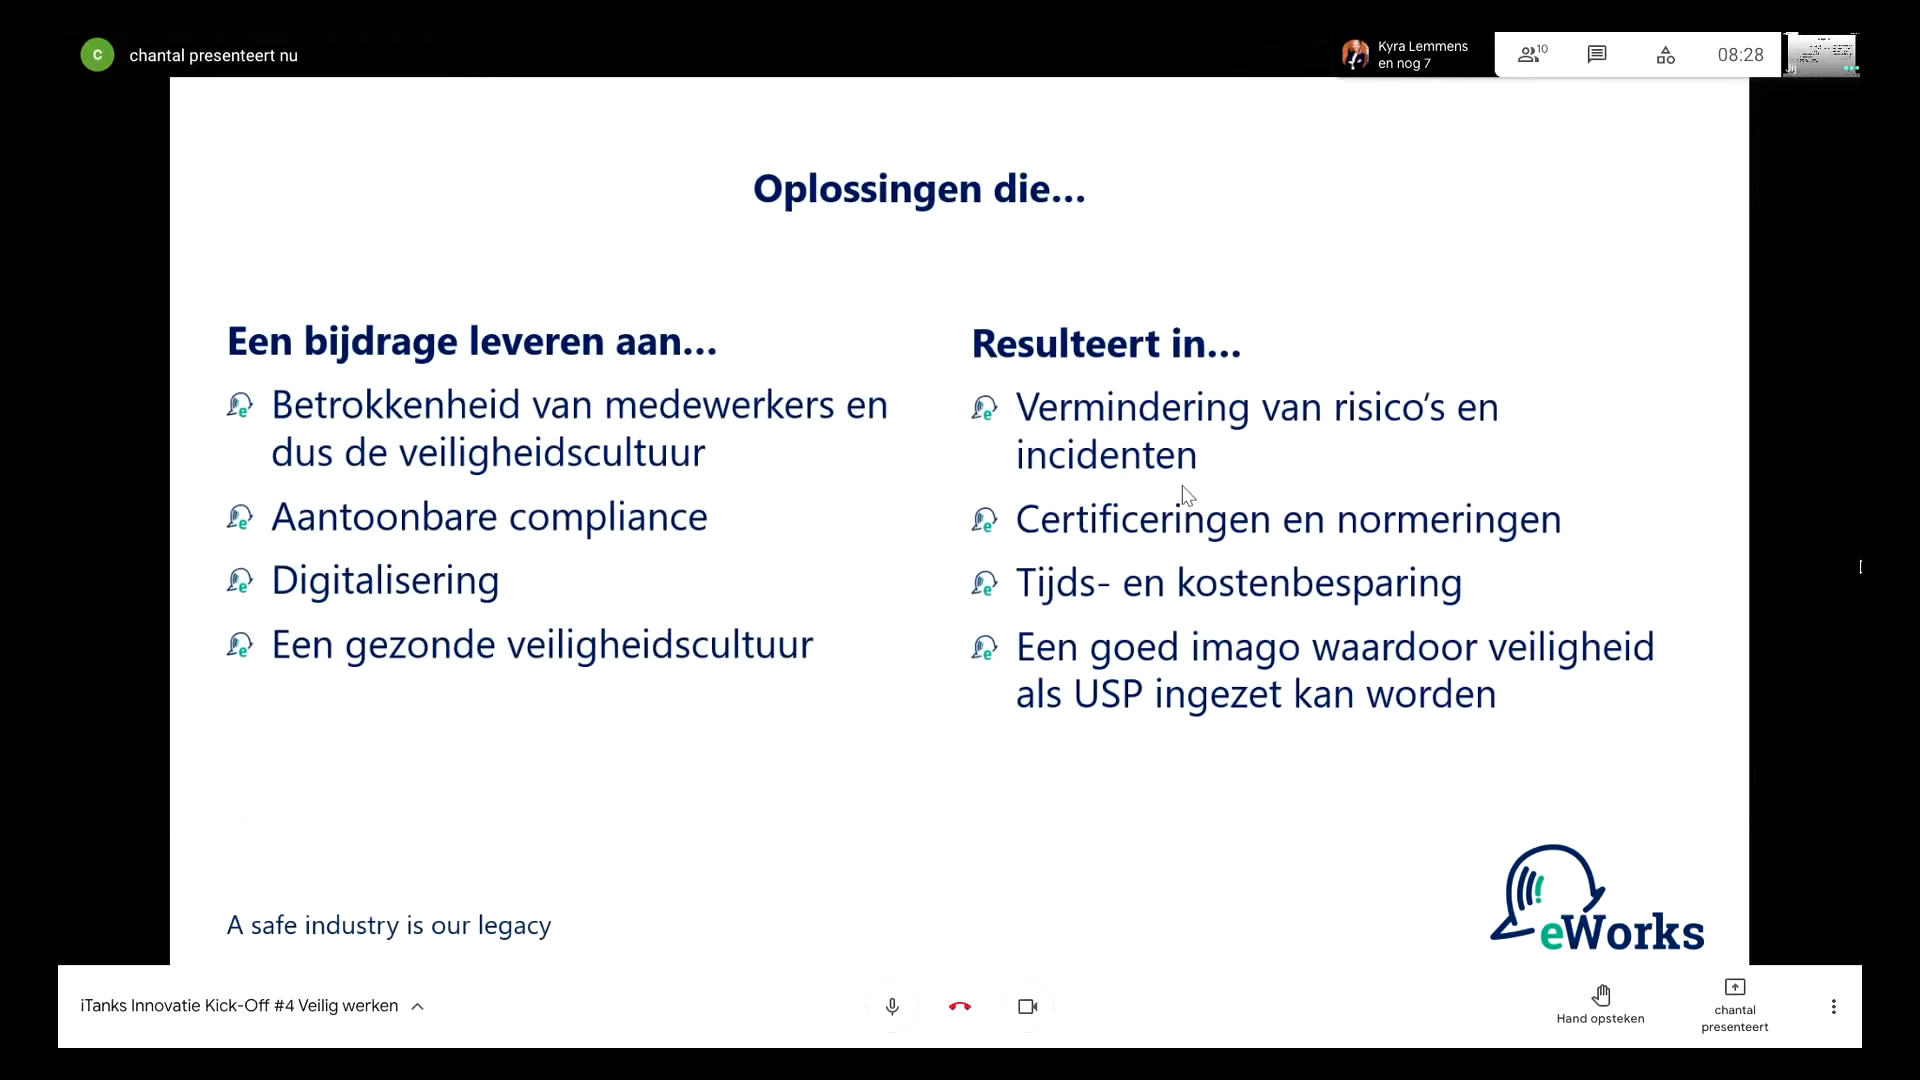 C
chantal presenteert nu
Kyra Lemmens
en nog 7
10
08:28
Oplossingen die...
Een bijdrage leveren aan...
Betrokkenheid van medewerkers en
dus de veiligheidscultuur
Aantoonbare compliance
Digitalisering
Een gezonde veiligheidscultuur
Resulteert in...
Vermindering van risico’s en
incidenten
Certificeringen en normeringen
Tijds- en kostenbesparing
Een goed imago waardoor veiligheid
als USP ingezet kan worden
A safe industry is our legacy
eWorks
iTanks Innovatie Kick-Off #4 Veilig werken
Hand opsteken
chantal
presenteert